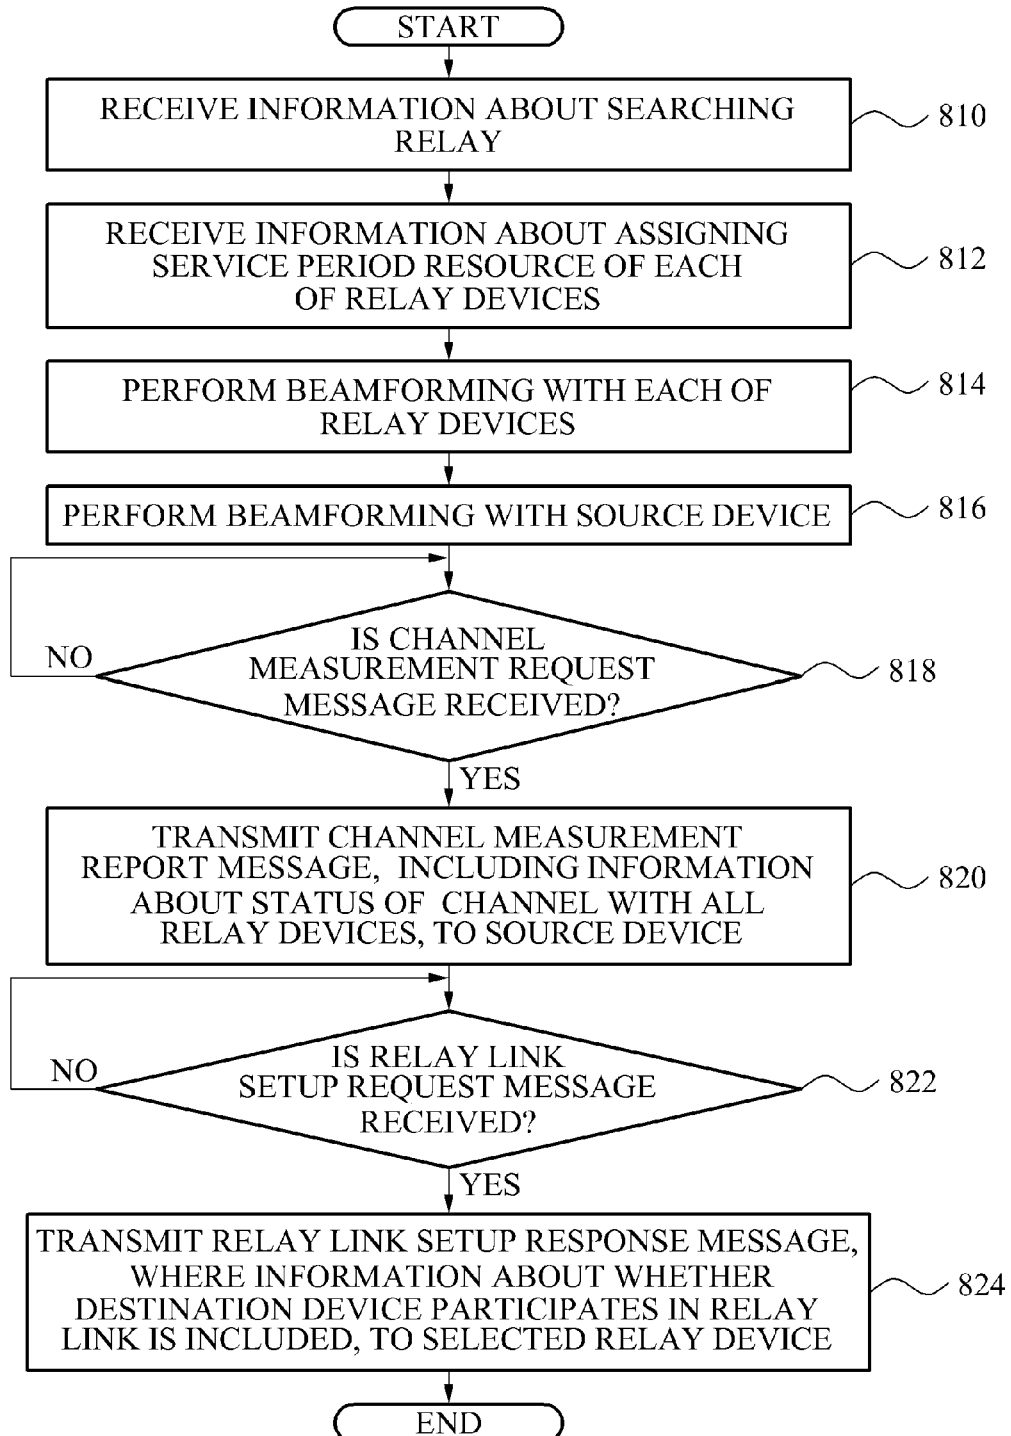 START
RECEIVE INFORMATION ABOUT SEARCHING
RELAY
810
RECEIVE INFORMATION ABOUT ASSIGNING
SERVICE PERIOD RESOURCE OF EACH
OF RELAY DEVICES
812
PERFORM BEAMFORMING WITH EACH OF
RELAY DEVICES
814
PERFORM BEAMFORMING WITH SOURCE DEVICE
816
IS CHANNEL
MEASUREMENT REQUEST
MESSAGE RECEIVED?
NO
818
YES
TRANSMIT CHANNEL MEASUREMENT
REPORT MESSAGE, INCLUDING INFORMATION
ABOUT STATUS OF CHANNEL WITH ALL
RELAY DEVICES, TO SOURCE DEVICE
820
IS RELAY LINK
SETUP REQUEST MESSAGE
RECEIVED?
NO
822
YES
TRANSMIT RELAY LINK SETUP RESPONSE MESSAGE,
WHERE INFORMATION ABOUT WHETHER
DESTINATION DEVICE PARTICIPATES IN RELAY
LINK IS INCLUDED, TO SELECTED RELAY DEVICE
824
END